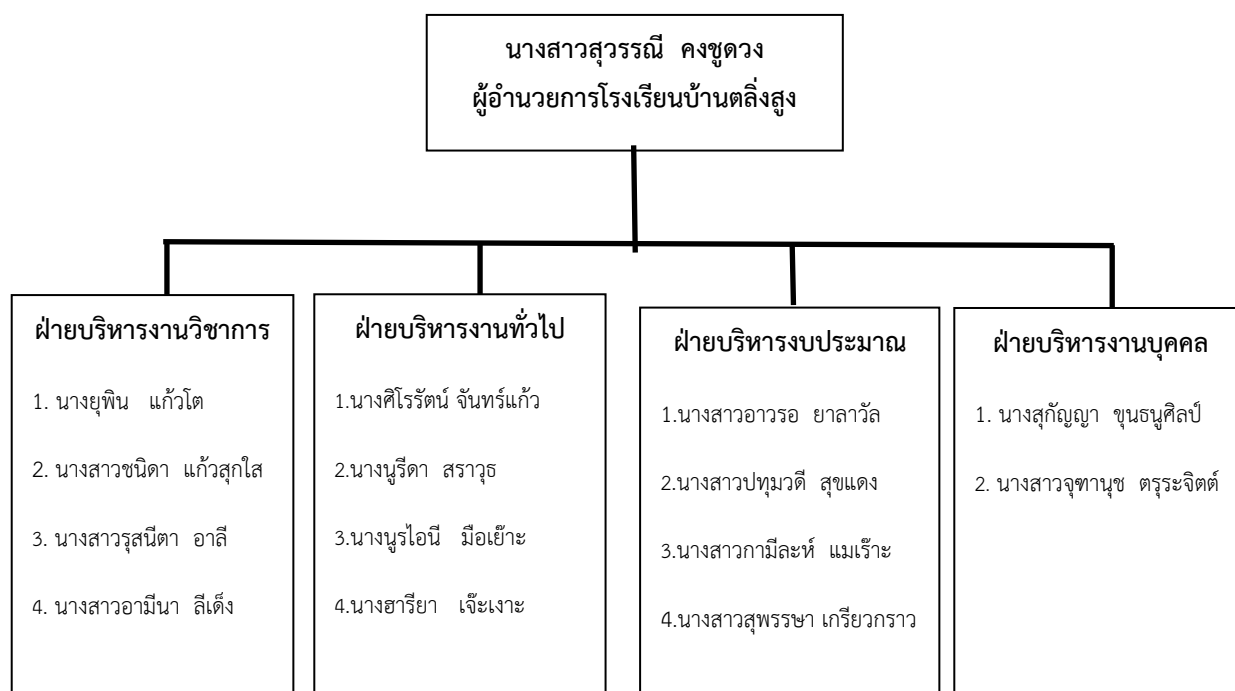 นางสาวสุวรรณี คงชูดวง
ผู้อำนวยการโรงเรียนบ้านตลิ่งสูง
ฝ่ายบริหารงานวิชาการ
1. นางยุพิน แก้วโต
2. นางสาวชนิดา แก้วสุกใส
3. นางสาวรุสนีตา อาลี
4. นางสาวอามีนา ลีเด็ง
ฝ่ายบริหารงานทั่วไป
1.นางศิโรรัตน์ จันทร์แก้ว
2.นางนูรีดา สราวุธ
3.นางนูรไอนี มือเย๊าะ
4.นางฮารียา เจ๊ะเงาะ
ฝ่ายบริหารงบประมาณ
1.นางสาวอาวรอ ยาลาวัล
2.นางสาวปทุมวดี สุขแดง
3.นางสาวกามีละห์ แมเร๊าะ
4.นางสาวสุพรรษา เกรียวกราว
ฝ่ายบริหารงานบุคคล
1. นางสุกัญญา ขุนธนูศิลป์
2. นางสาวจุฑานุช ตรุระจิตต์